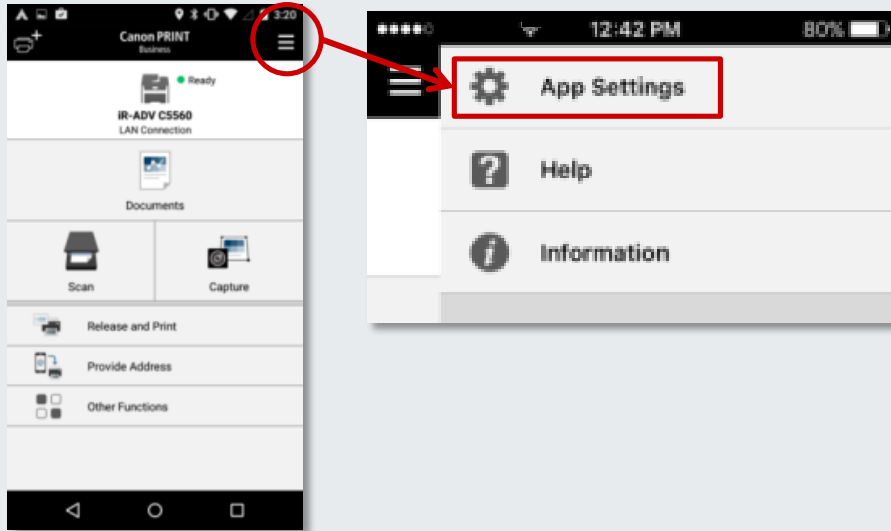 3:20
Canon PRINT
Business
Ready
iR-ADV C5560
LAN Connection
Documents
Scan
Capture
Release and Print
Provide Address
Other Functions
12:42 PM
80%
App Settings
? Help
i Information